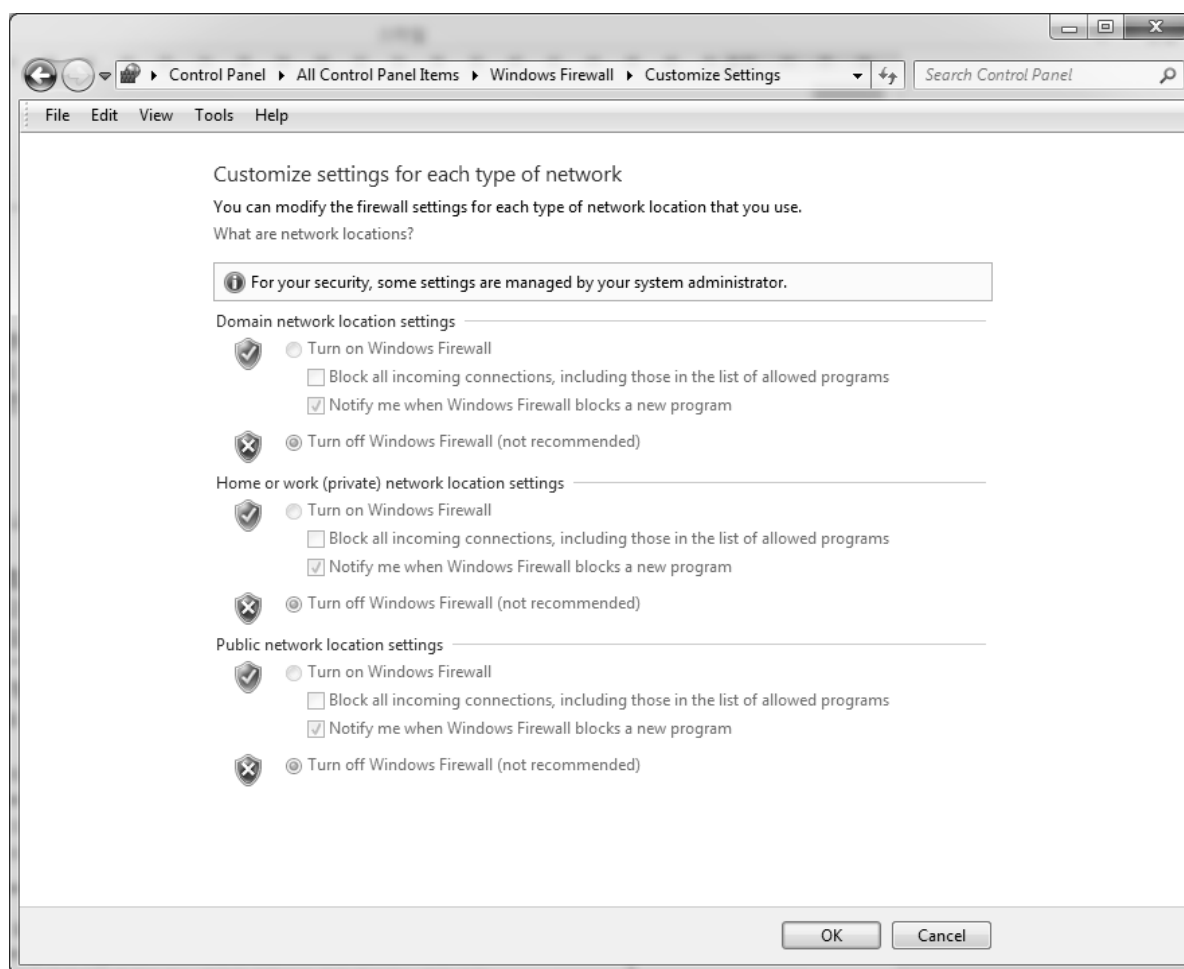 Control Panel ▸ All Control Panel Items ▸ Windows Firewall ▸ Customize Settings
Search Control Panel
File Edit View Tools Help
Customize settings for each type of network
You can modify the firewall settings for each type of network location that you use.
What are network locations?
For your security, some settings are managed by your system administrator.
Domain network location settings
Turn on Windows Firewall
Block all incoming connections, including those in the list of allowed programs
Notify me when Windows Firewall blocks a new program
Turn off Windows Firewall (not recommended)
Home or work (private) network location settings
Turn on Windows Firewall
Block all incoming connections, including those in the list of allowed programs
Notify me when Windows Firewall blocks a new program
Turn off Windows Firewall (not recommended)
Public network location settings
Turn on Windows Firewall
Block all incoming connections, including those in the list of allowed programs
Notify me when Windows Firewall blocks a new program
Turn off Windows Firewall (not recommended)
OK Cancel